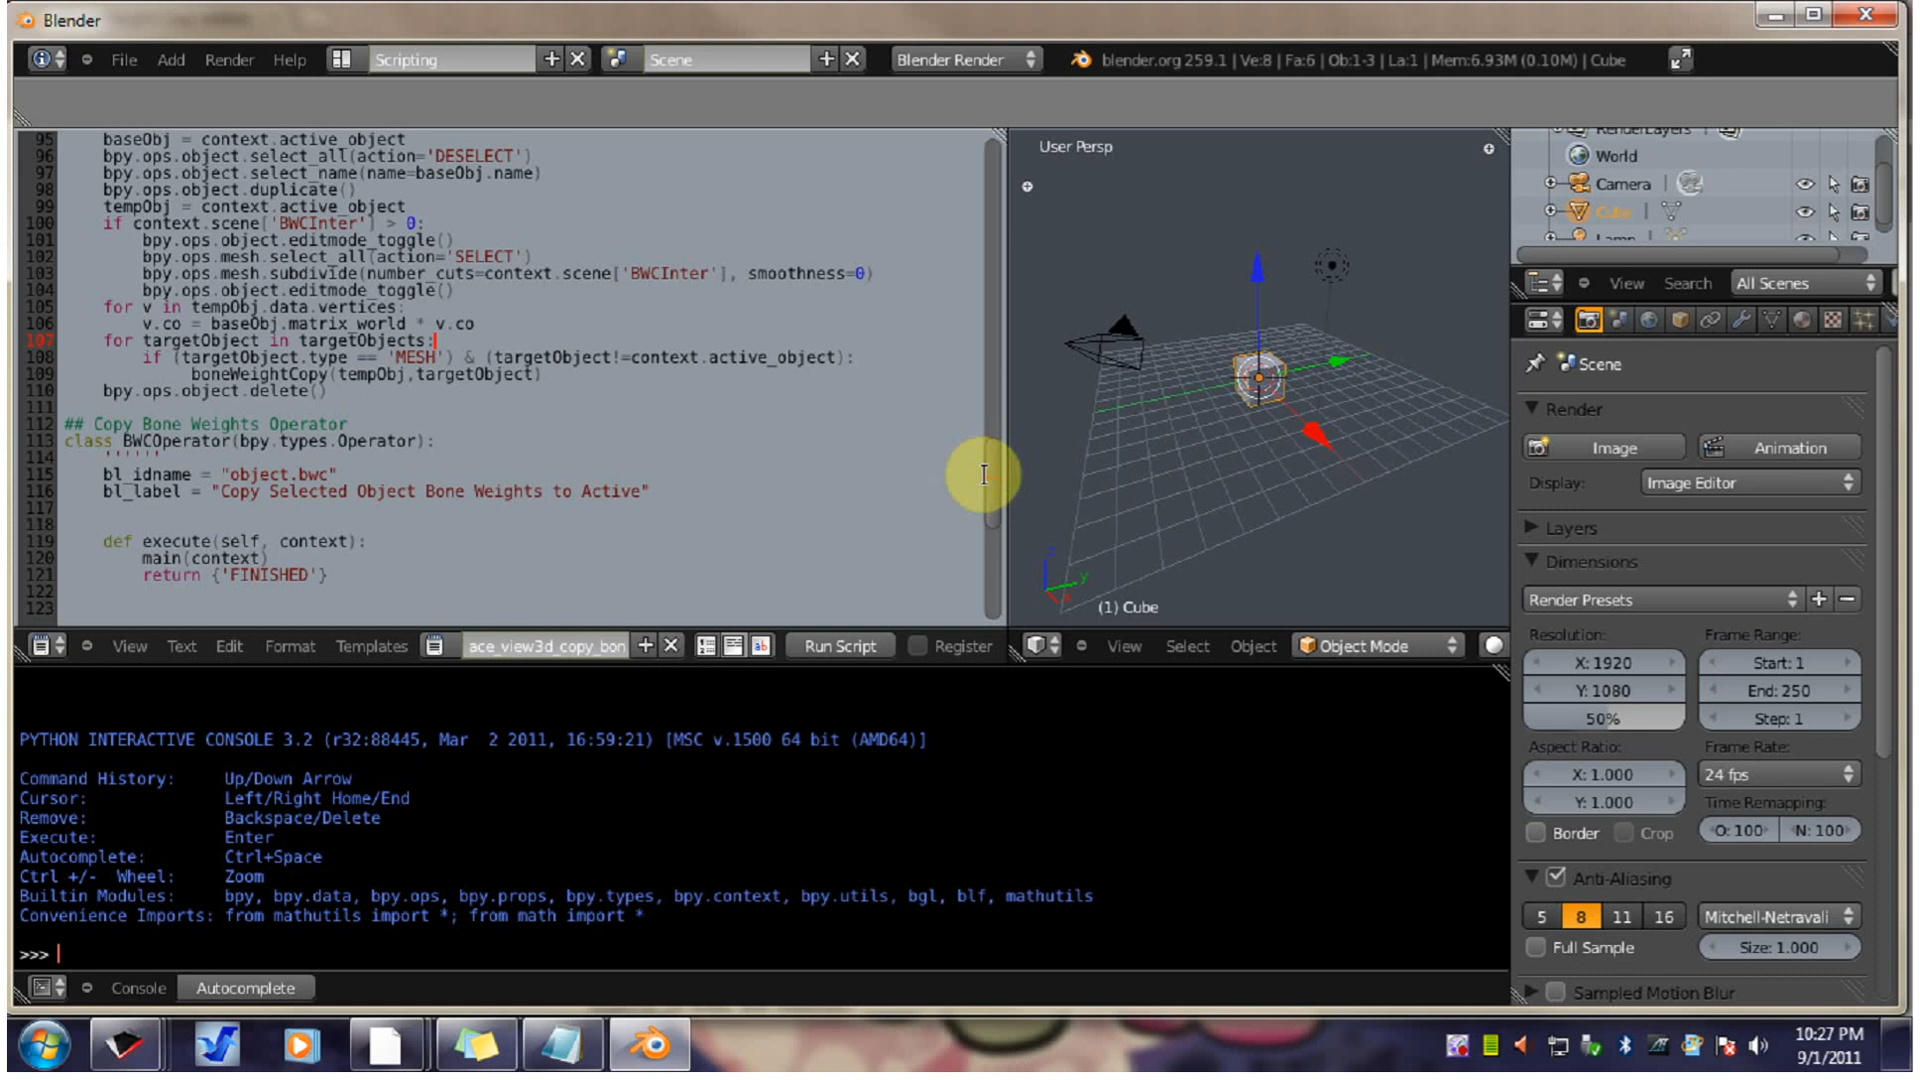 Blender
File Add Render Help Scripting Scene Blender Render blender.org 259.1 | Ve:8 | Fa:6 | Ob:1-3 | La:1 | Mem:6.93M (0.10M) | Cube
95 baseObj = context.active_object
96 bpy.ops.object.select_all(action='DESELECT')
97 bpy.ops.object.select_name(name=baseObj.name)
98 bpy.ops.object.duplicate()
99 tempObj = context.active_object
100 if context.scene['BWCInter'] > 0:
101 bpy.ops.object.editmode_toggle()
102 bpy.ops.mesh.select_all(action='SELECT')
103 bpy.ops.mesh.subdivide(number_cuts=context.scene['BWCInter'], smoothness=0)
104 bpy.ops.object.editmode_toggle()
105 for v in tempObj.data.vertices:
106 v.co = baseObj.matrix_world * v.co
107 for targetObject in targetObjects:
108 if (targetObject.type == 'MESH') & (targetObject!=context.active_object):
109 boneWeightCopy(tempObj,targetObject)
110 bpy.ops.object.delete()
111
112 ## Copy Bone Weights Operator
113 class BWCOperator(bpy.types.Operator):
114 ''''''
115 bl_idname = "object.bwc"
116 bl_label = "Copy Selected Object Bone Weights to Active"
117
118
119 def execute(self, context):
120 main(context)
121 return {'FINISHED'}
122
123
View Text Edit Format Templates ace_view3d_copy_bon Run Script Register
User Persp
(1) Cube
View Select Object Object Mode
RenderLayers
World
Camera
Cube
Lamp
View Search All Scenes
Scene
Render
Image Animation
Display: Image Editor
Layers
Dimensions
Render Presets
Resolution: Frame Range:
X: 1920 Start: 1
Y: 1080 End: 250
50% Step: 1
Aspect Ratio: Frame Rate:
X: 1.000 24 fps
Y: 1.000 Time Remapping:
Border Crop O: 100 N: 100
Anti-Aliasing
5 8 11 16 Mitchell-Netravali
Full Sample Size: 1.000
Sampled Motion Blur
PYTHON INTERACTIVE CONSOLE 3.2 (r32:88445, Mar  2 2011, 16:59:21) [MSC v.1500 64 bit (AMD64)]
Command History: Up/Down Arrow
Cursor: Left/Right Home/End
Remove: Backspace/Delete
Execute: Enter
Autocomplete: Ctrl+Space
Ctrl +/- Wheel: Zoom
Builtin Modules: bpy, bpy.data, bpy.ops, bpy.props, bpy.types, bpy.context, bpy.utils, bgl, blf, mathutils
Convenience Imports: from mathutils import *; from math import *
>>>
Console Autocomplete
10:27 PM
9/1/2011